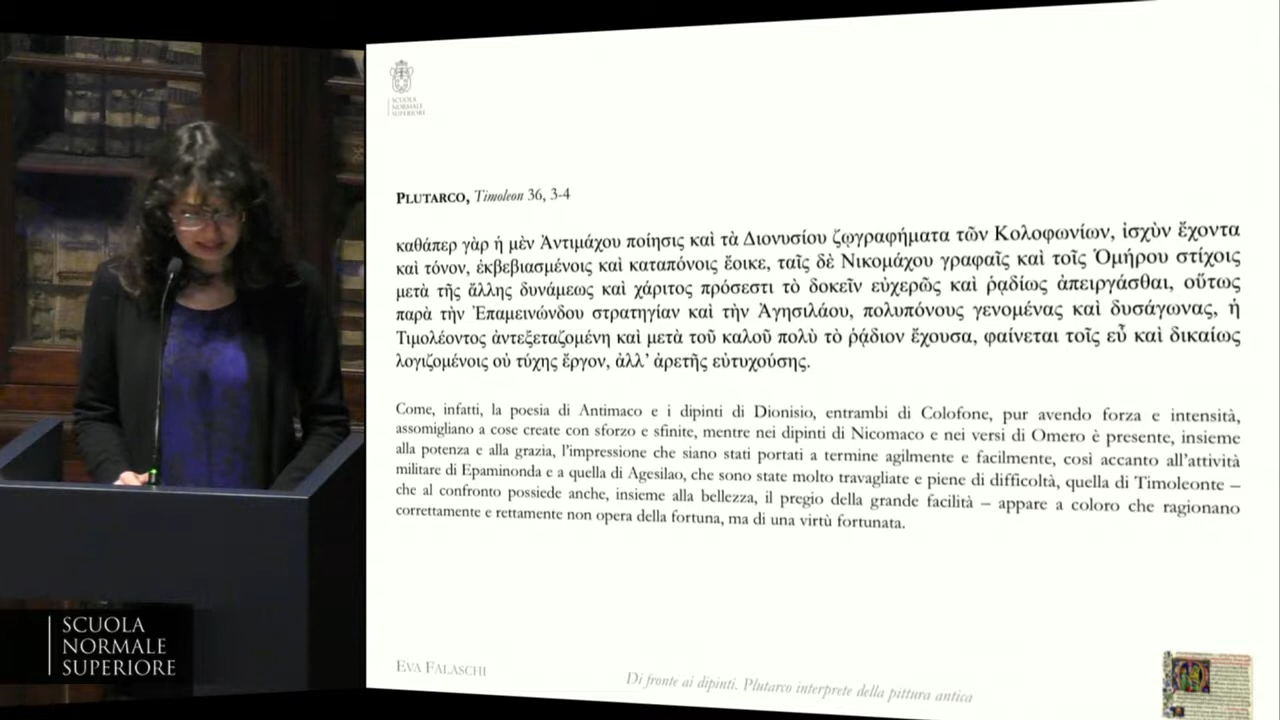 SCUOLA
NORMALE
SUPERIORE
PLUTARCO, Timoleon 36, 3-4
καθάπερ γὰρ ἡ μὲν Ἀντιμάχου ποίησις καὶ τὰ Διονυσίου ζῳγραφήματα τῶν Κολοφωνίων, ἰσχὺν ἔχοντα
καὶ τόνον, ἐκβεβιασμένοις καὶ καταπόνοις ἔοικε, ταῖς δὲ Νικομάχου γραφαῖς καὶ τοῖς Ὁμήρου στίχοις
μετὰ τῆς ἄλλης δυνάμεως καὶ χάριτος πρόσεστι τὸ δοκεῖν εὐχερῶς καὶ ῥᾳδίως ἀπειργάσθαι, οὕτως
παρὰ τὴν Ἐπαμεινώνδου στρατηγίαν καὶ τὴν Ἀγησιλάου, πολυπόνους γενομένας καὶ δυσάγωνας, ἡ
Τιμολέοντος ἀντεξεταζομένη καὶ μετὰ τοῦ καλοῦ πολὺ τὸ ῥᾴδιον ἔχουσα, φαίνεται τοῖς εὖ καὶ δικαίως
λογιζομένοις οὐ τύχης ἔργον, ἀλλ’ ἀρετῆς εὐτυχούσης.
Come, infatti, la poesia di Antimaco e i dipinti di Dionisio, entrambi di Colofone, pur avendo forza e intensità,
assomigliano a cose create con sforzo e sfinite, mentre nei dipinti di Nicomaco e nei versi di Omero è presente, insieme
alla potenza e alla grazia, l’impressione che siano stati portati a termine agilmente e facilmente, così accanto all’attività
militare di Epaminonda e a quella di Agesilao, che sono state molto travagliate e piene di difficoltà, quella di Timoleonte –
che al confronto possiede anche, insieme alla bellezza, il pregio della grande facilità – appare a coloro che ragionano
correttamente e rettamente non opera della fortuna, ma di una virtù fortunata.
EVA FALASCHI
Di fronte ai dipinti. Plutarco interprete della pittura antica
SCUOLA
NORMALE
SUPERIORE